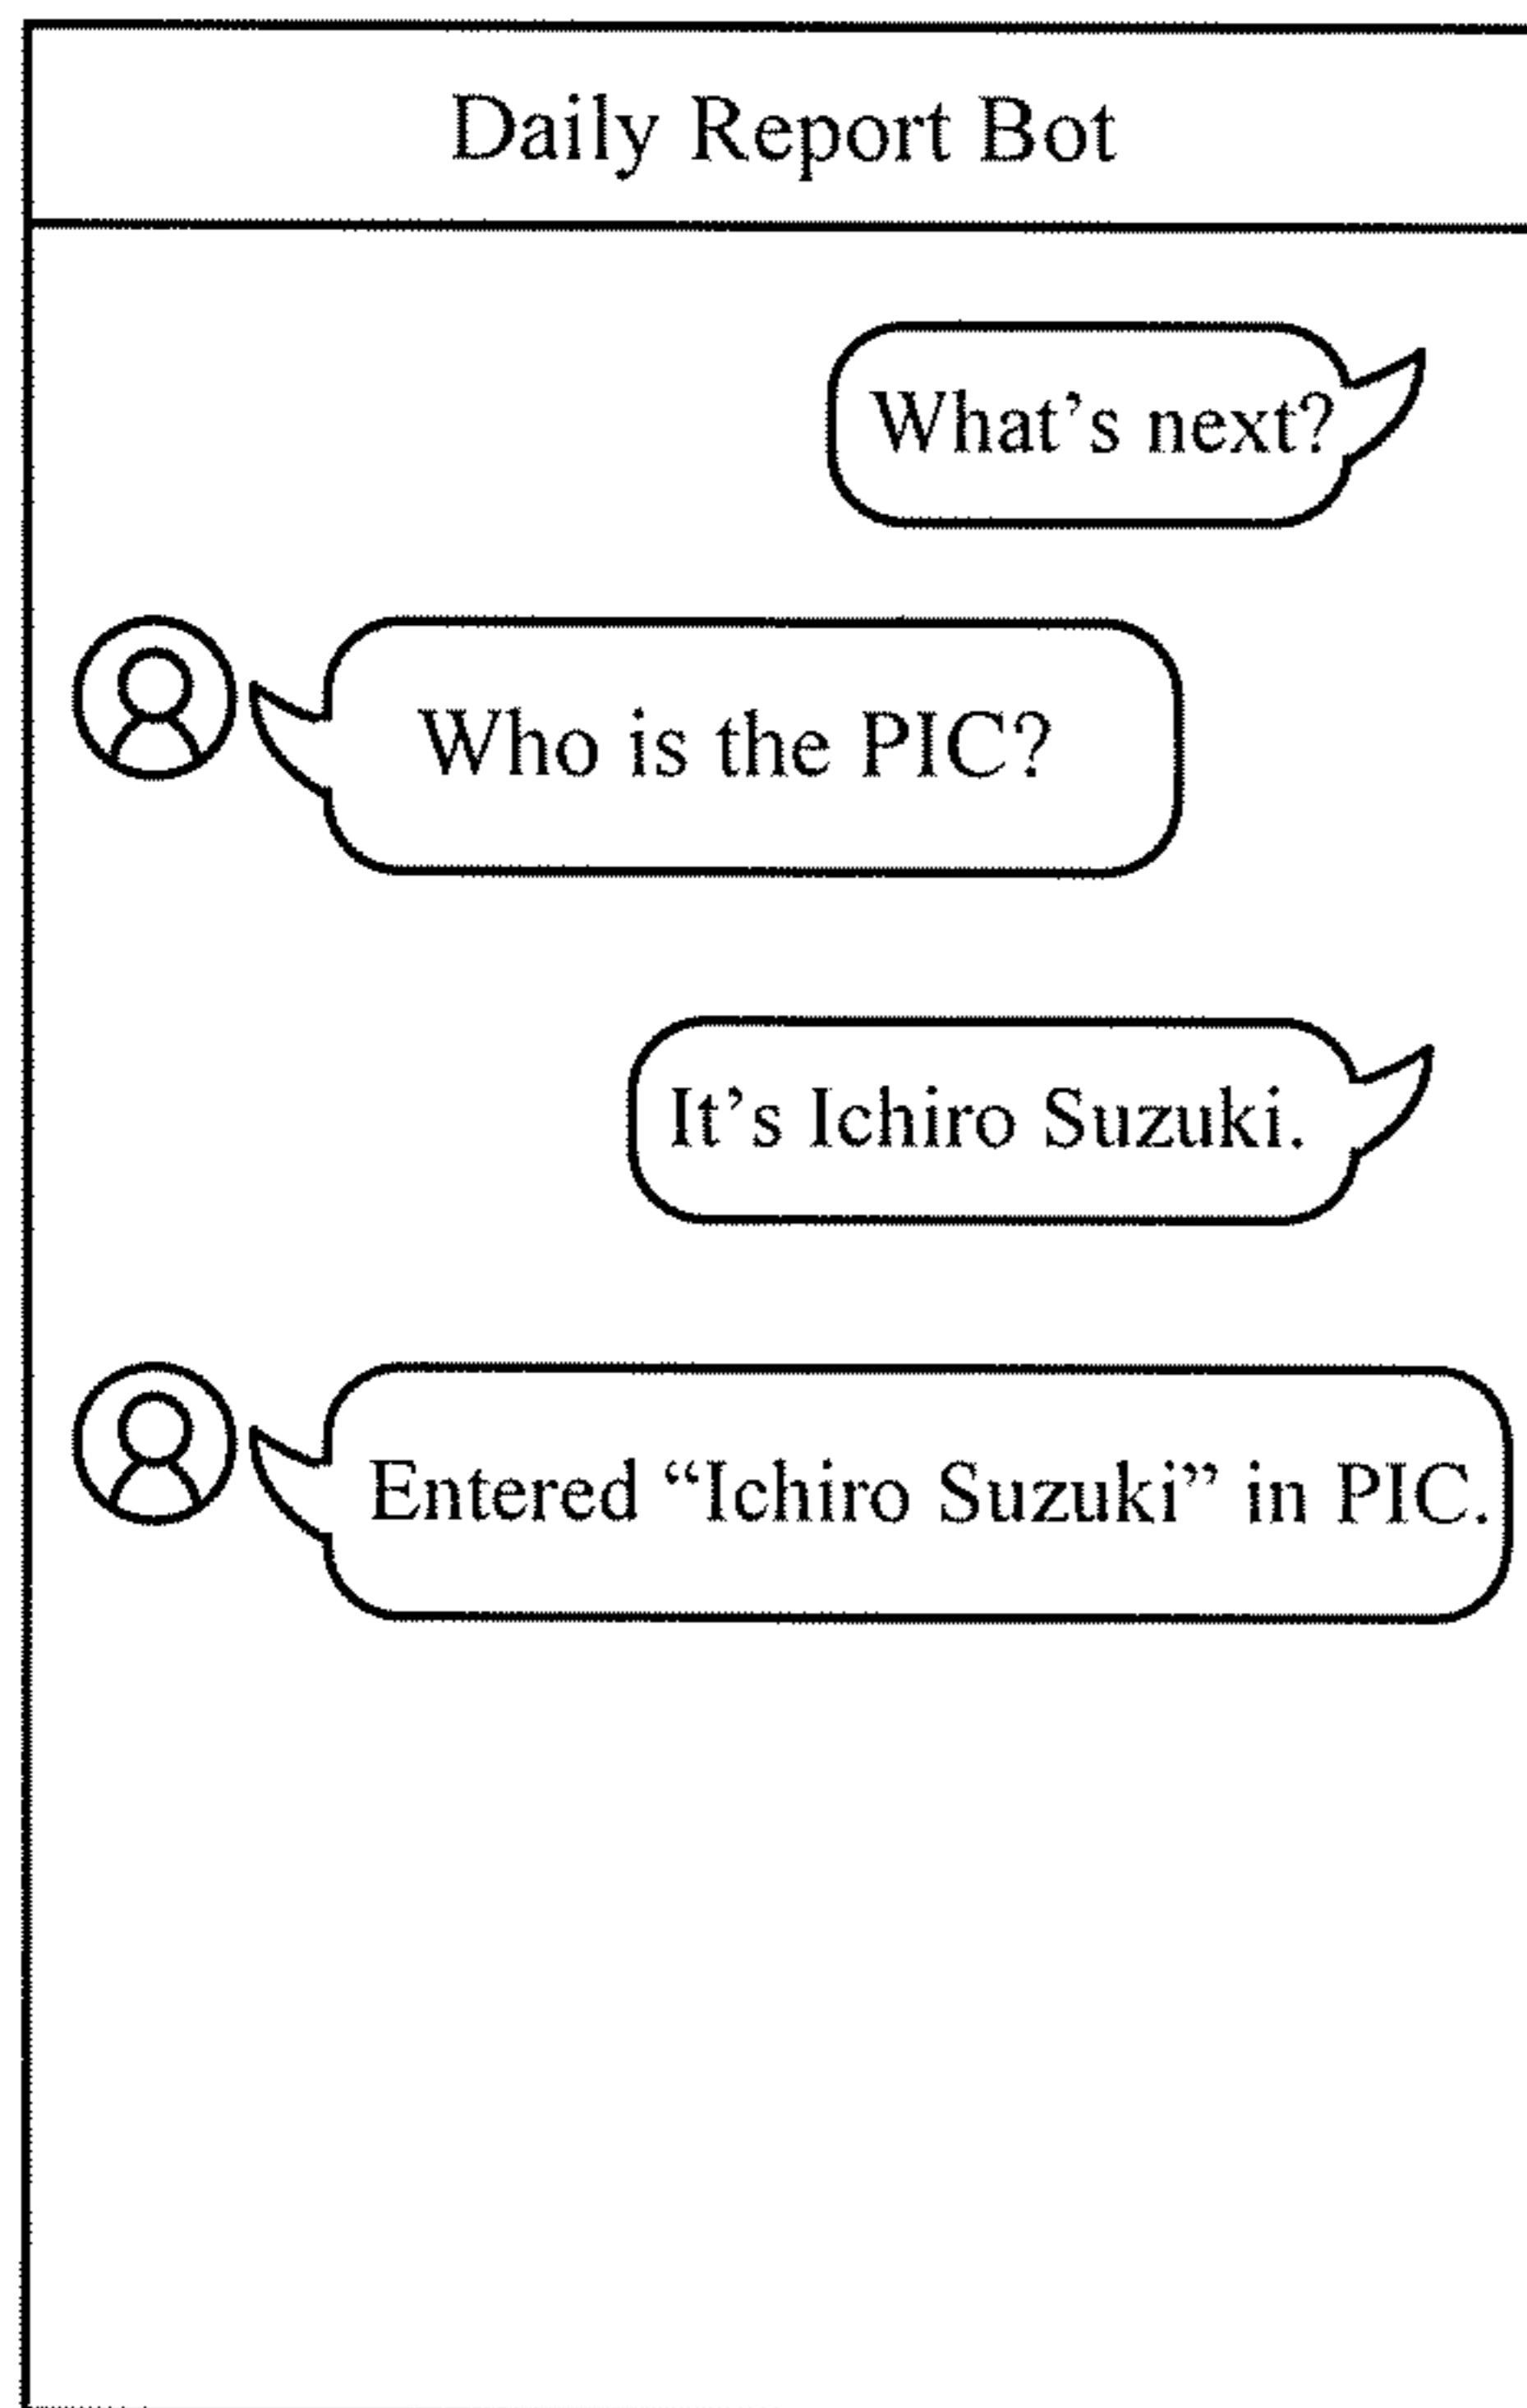 Daily Report Bot
What’s next?
Who is the PIC?
It’s Ichiro Suzuki.
Entered “Ichiro Suzuki” in PIC.